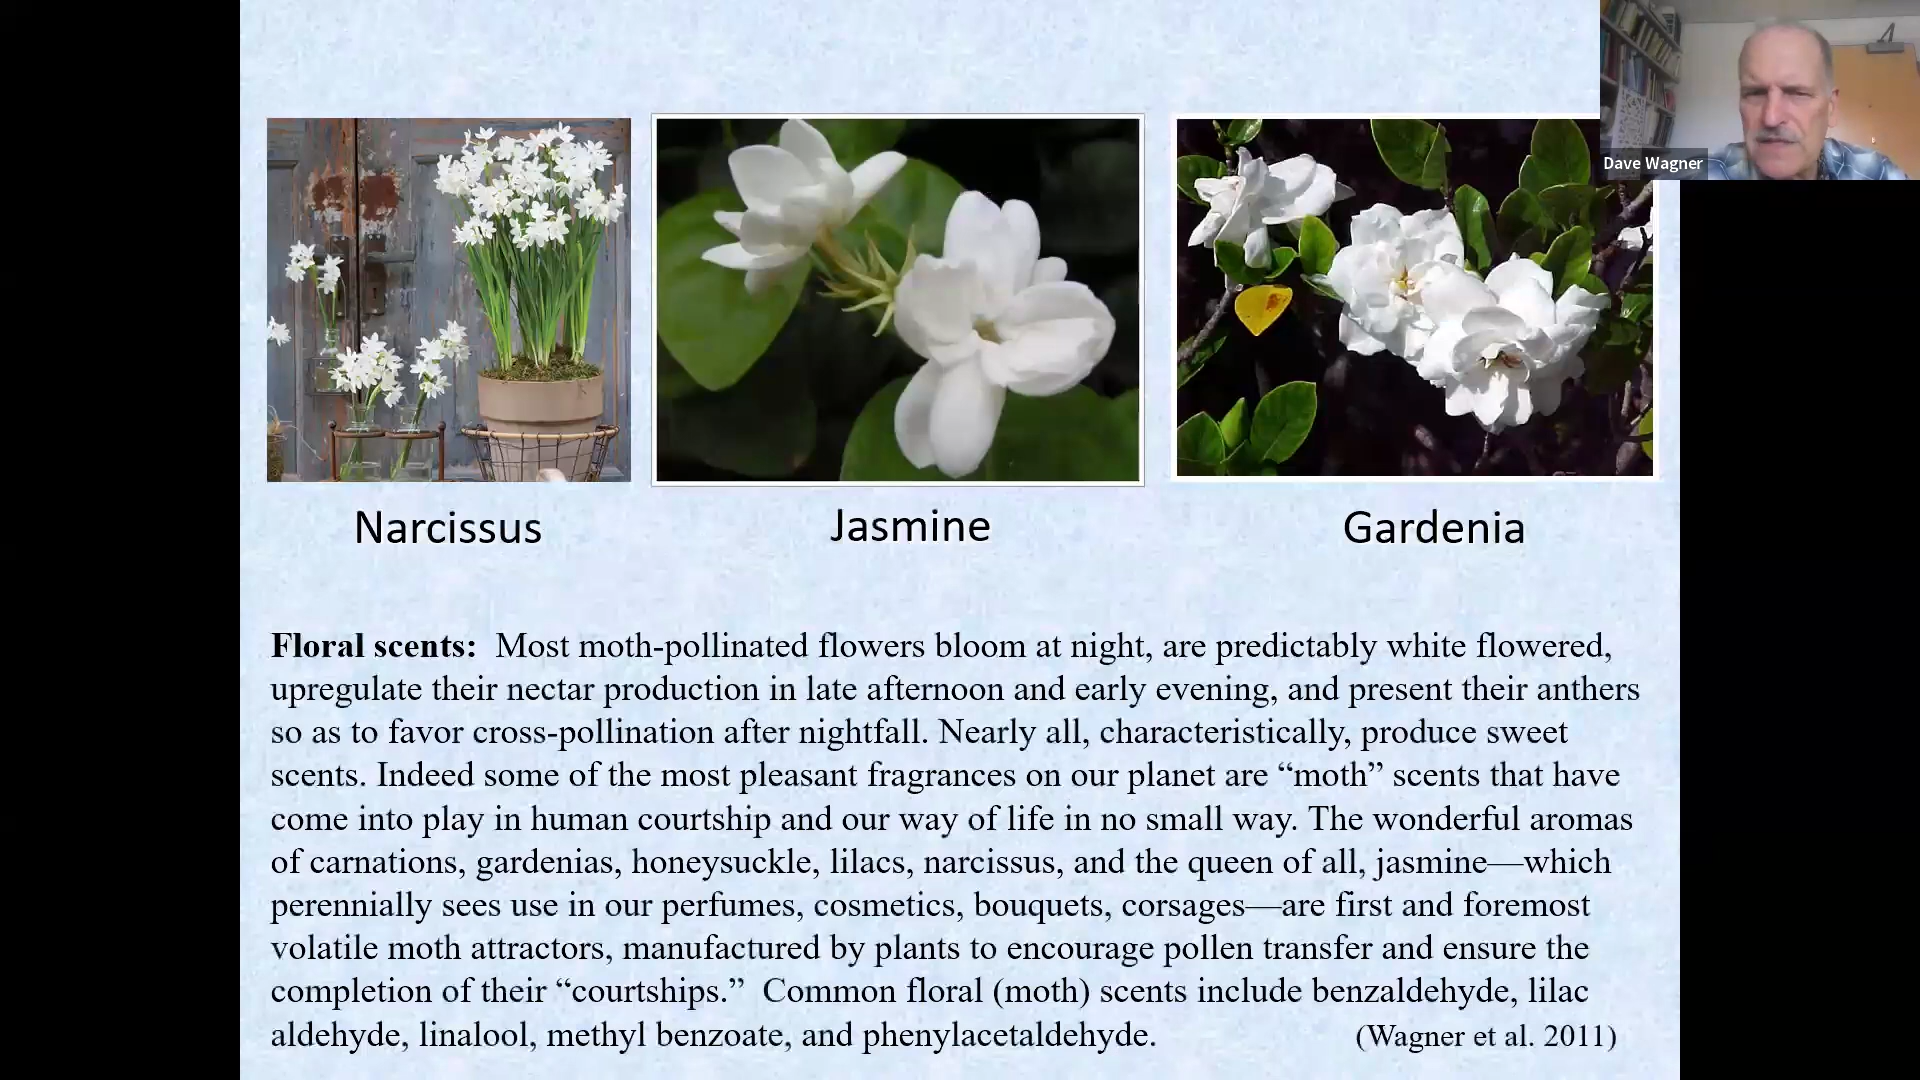 Dave Wagner
Narcissus
Jasmine
Gardenia
Floral scents:  Most moth-pollinated flowers bloom at night, are predictably white flowered,
upregulate their nectar production in late afternoon and early evening, and present their anthers
so as to favor cross-pollination after nightfall. Nearly all, characteristically, produce sweet
scents. Indeed some of the most pleasant fragrances on our planet are “moth” scents that have
come into play in human courtship and our way of life in no small way. The wonderful aromas
of carnations, gardenias, honeysuckle, lilacs, narcissus, and the queen of all, jasmine—which
perennially sees use in our perfumes, cosmetics, bouquets, corsages—are first and foremost
volatile moth attractors, manufactured by plants to encourage pollen transfer and ensure the
completion of their “courtships.”  Common floral (moth) scents include benzaldehyde, lilac
aldehyde, linalool, methyl benzoate, and phenylacetaldehyde. (Wagner et al. 2011)